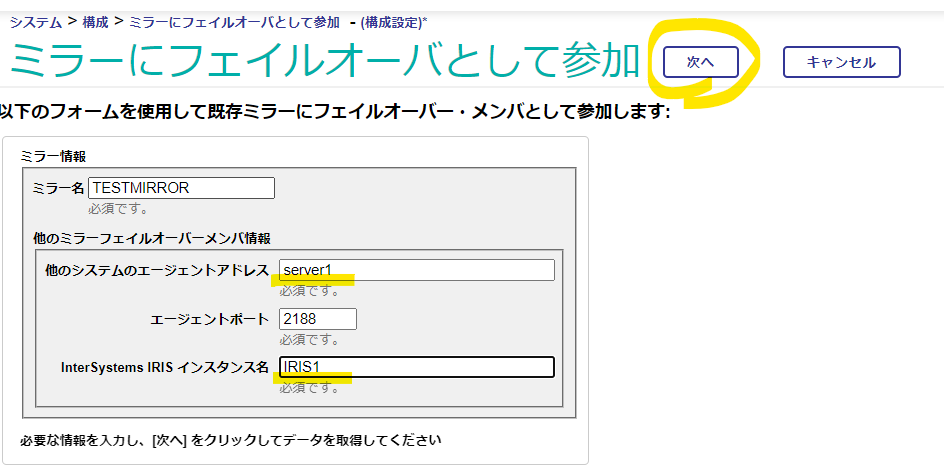 システム > 構成 > ミラーにフェイルオーバとして参加 - (構成設定)*
ミラーにフェイルオーバとして参加 次へ キャンセル
以下のフォームを使用して既存ミラーにフェイルオーバー・メンバとして参加します:
ミラー情報
ミラー名 TESTMIRROR
必須です。
他のミラーフェイルオーバーメンバ情報
他のシステムのエージェントアドレス server1
必須です。
エージェントポート 2188
必須です。
InterSystems IRIS インスタンス名 IRIS1
必須です。
必要な情報を入力し、[次へ] をクリックしてデータを取得してください